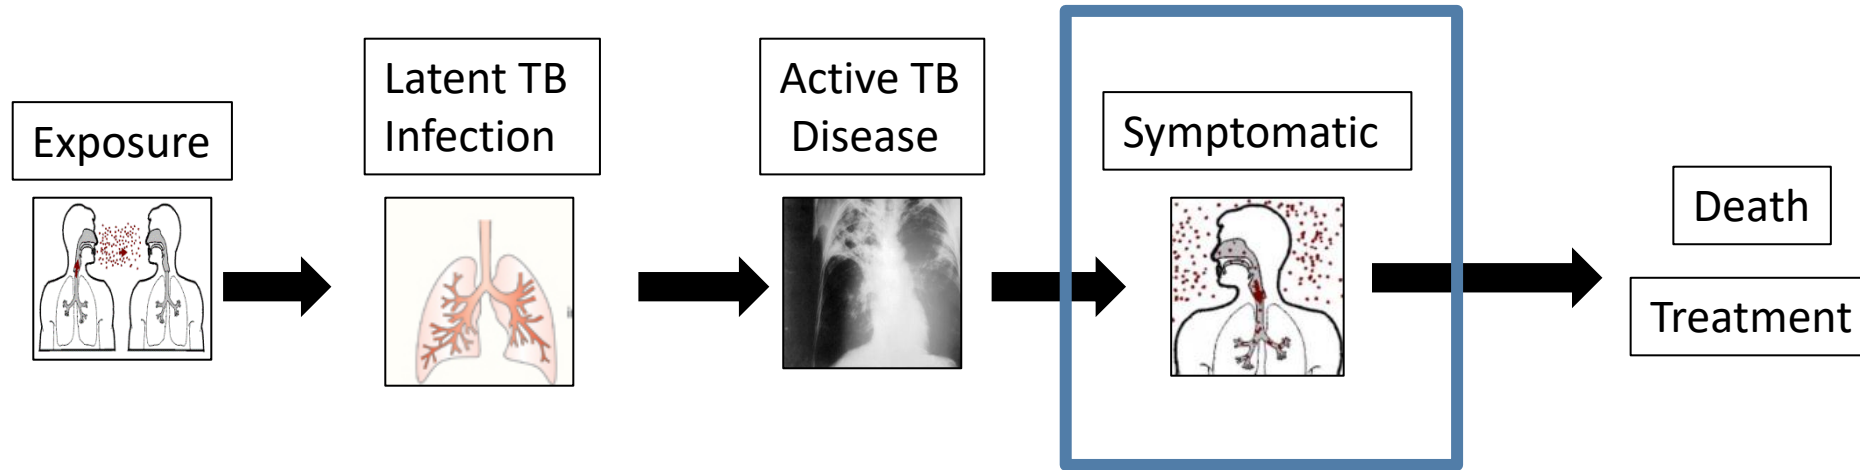 Exposure
Latent TB
Infection
Active TB
Disease
Symptomatic
Death
Treatment